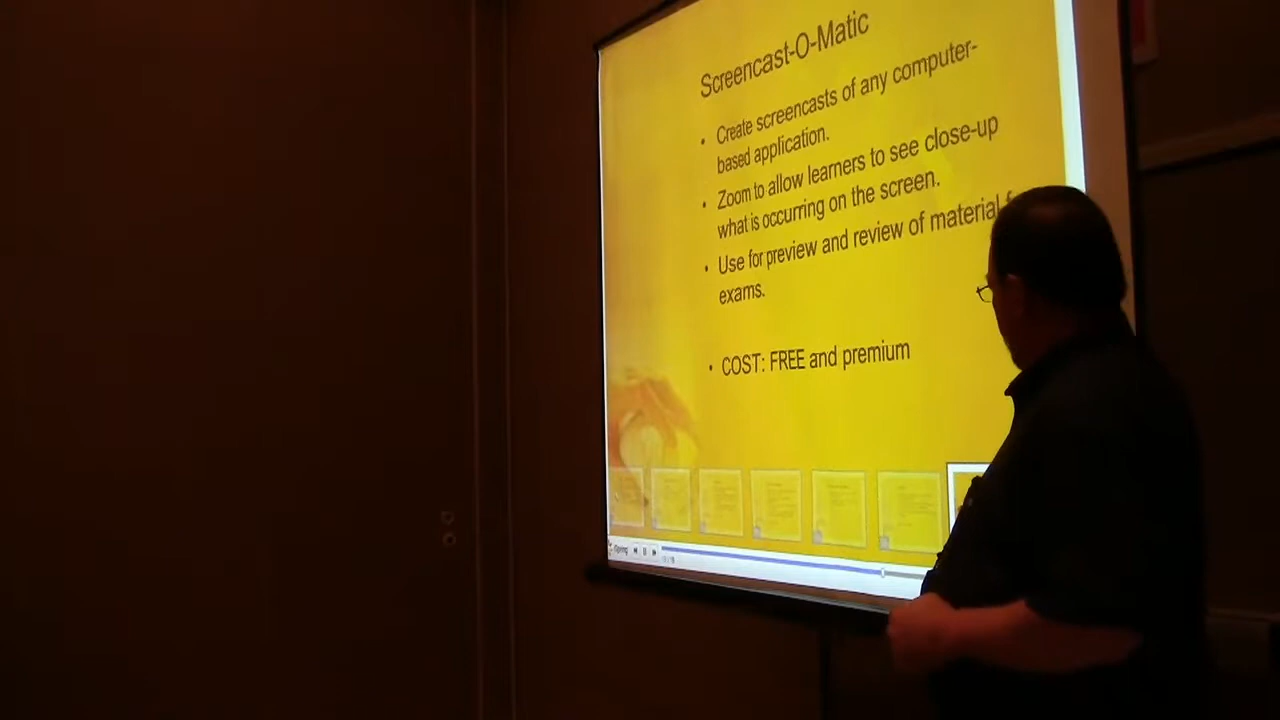 Screencast-O-Matic
• Create screencasts of any computer-
based application.
• Zoom to allow learners to see close-up
what is occurring on the screen.
• Use for preview and review of material
exams.
• COST: FREE and premium
iSpring